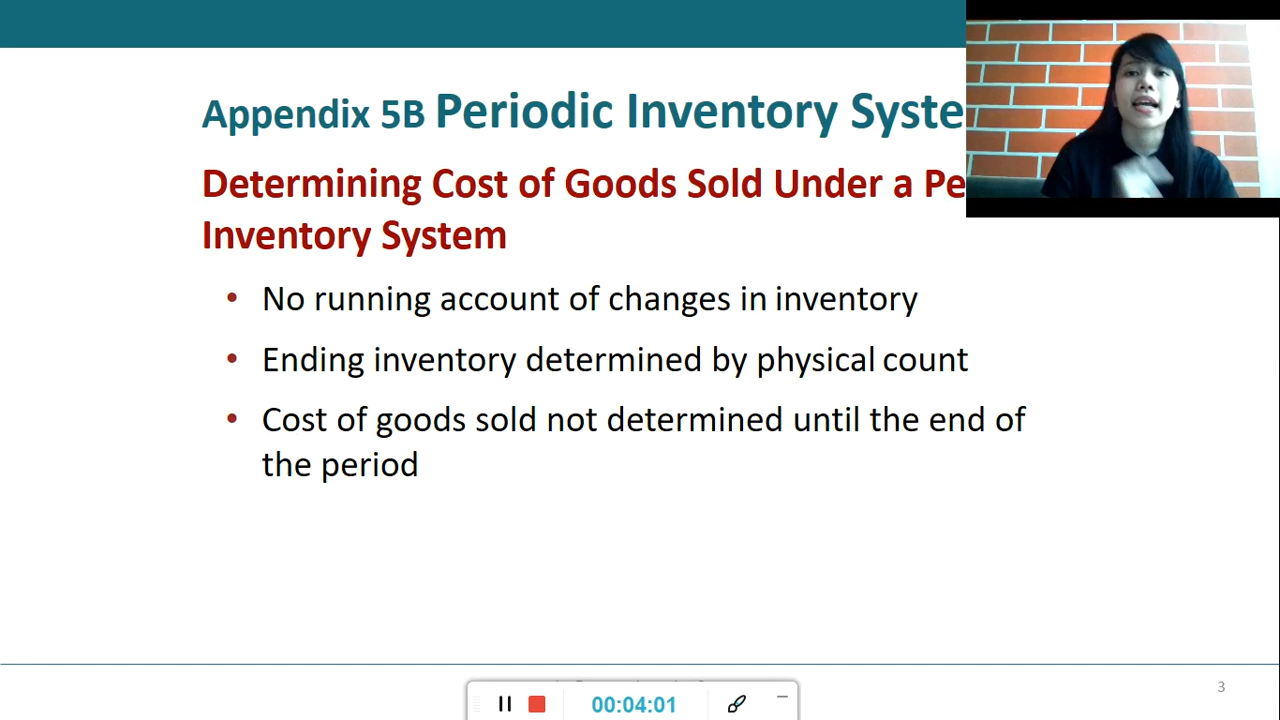 Appendix 5B Periodic Inventory Syste
Determining Cost of Goods Sold Under a Pe
Inventory System
• No running account of changes in inventory
• Ending inventory determined by physical count
• Cost of goods sold not determined until the end of
the period
3
00:04:01